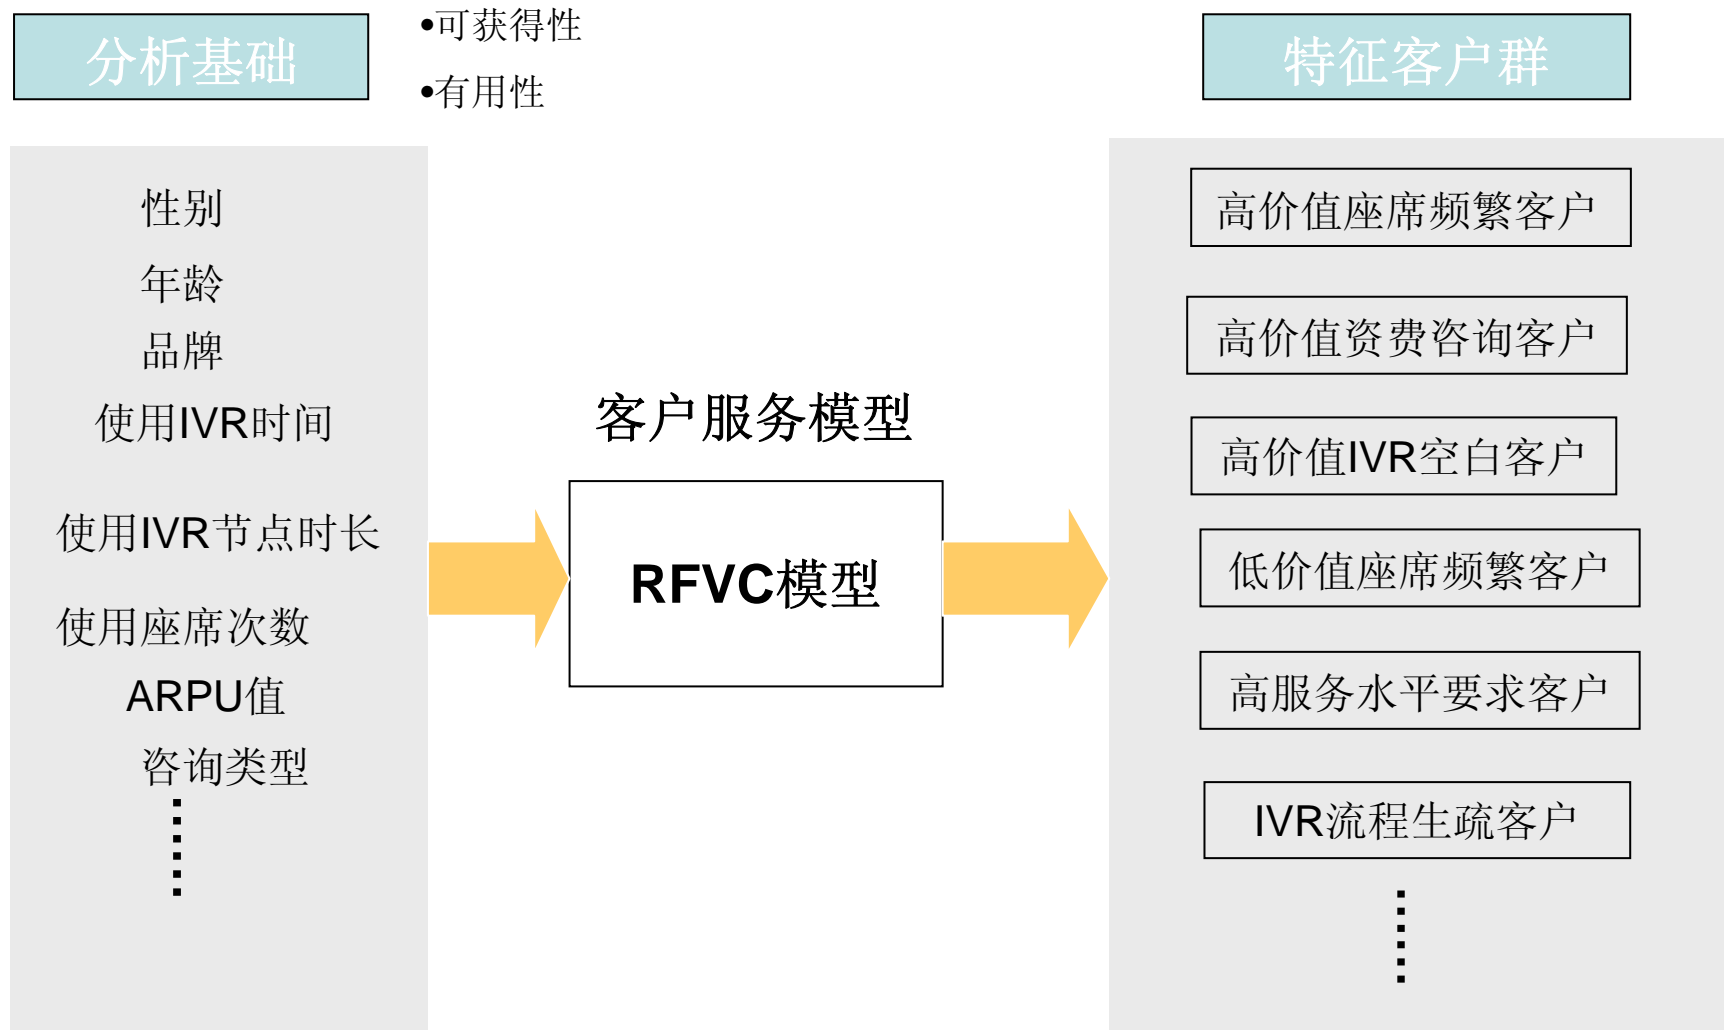 分析基础
•可获得性
•有用性
特征客户群
性别
年龄
品牌
使用IVR时间
使用IVR节点时长
使用座席次数
ARPU值
咨询类型
客户服务模型
RFVC模型
高价值座席频繁客户
高价值资费咨询客户
高价值IVR空白客户
低价值座席频繁客户
高服务水平要求客户
IVR流程生疏客户